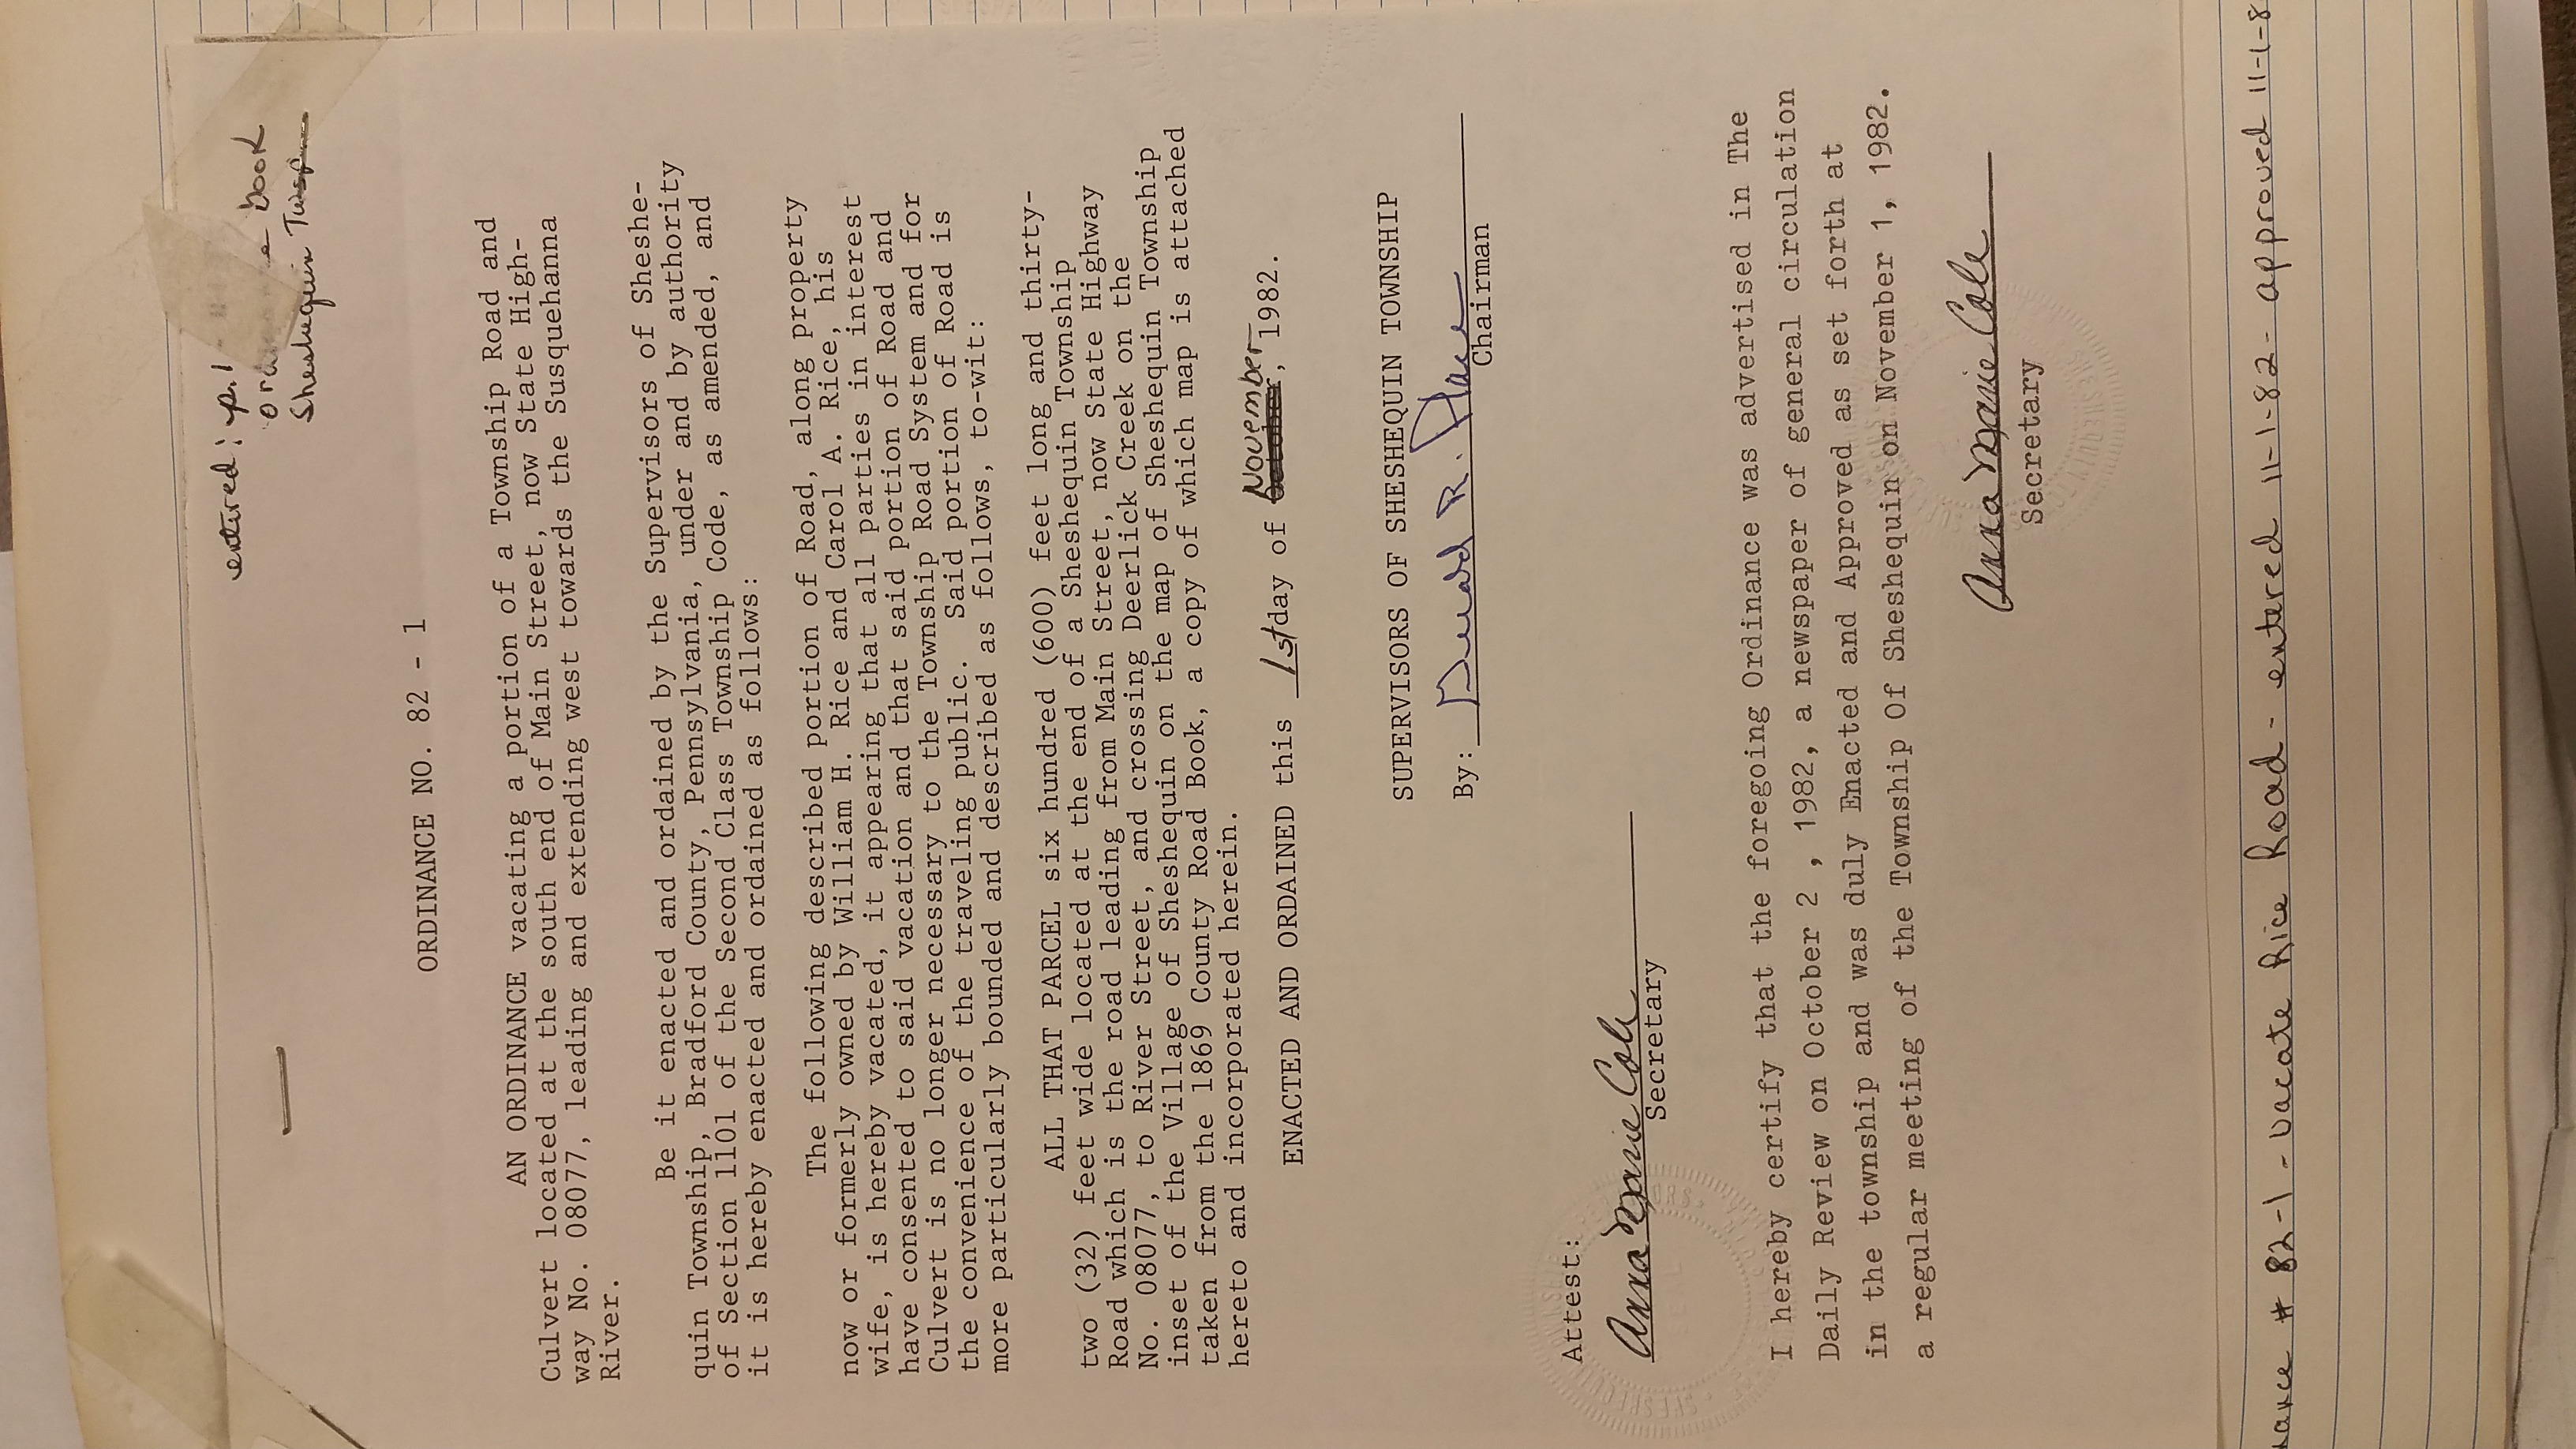 entered: p.1
ordinance book
Sheshequin Twsp
ORDINANCE NO. 82 - 1
AN ORDINANCE vacating a portion of a Township Road and
Culvert located at the south end of Main Street, now State High-
way No. 08077, leading and extending west towards the Susquehanna
River.
Be it enacted and ordained by the Supervisors of Sheshe-
quin Township, Bradford County, Pennsylvania, under and by authority
of Section 1101 of the Second Class Township Code, as amended, and
it is hereby enacted and ordained as follows:
The following described portion of Road, along property
now or formerly owned by William H. Rice and Carol A. Rice, his
wife, is hereby vacated, it appearing that all parties in interest
have consented to said vacation and that said portion of Road and
Culvert is no longer necessary to the Township Road System and for
the convenience of the traveling public. Said portion of Road is
more particularly bounded and described as follows, to-wit:
ALL THAT PARCEL six hundred (600) feet long and thirty-
two (32) feet wide located at the end of a Sheshequin Township
Road which is the road leading from Main Street, now State Highway
No. 08077, to River Street, and crossing Deerlick Creek on the
inset of the Village of Sheshequin on the map of Sheshequin Township
taken from the 1869 County Road Book, a copy of which map is attached
hereto and incorporated herein.
ENACTED AND ORDAINED this 1st day of November, 1982.
SUPERVISORS OF SHESHEQUIN TOWNSHIP
By: R.
Chairman
Attest:
Anna Marie Cole
Secretary
I hereby certify that the foregoing Ordinance was advertised in The
Daily Review on October 2 , 1982, a newspaper of general circulation
in the township and was duly Enacted and Approved as set forth at
a regular meeting of the Township Of Sheshequin on November 1, 1982.
Anna Marie Cole
Secretary
nance # 82-1 - vacate Rice Road - entered 11-1-82 - approved 11-1-8